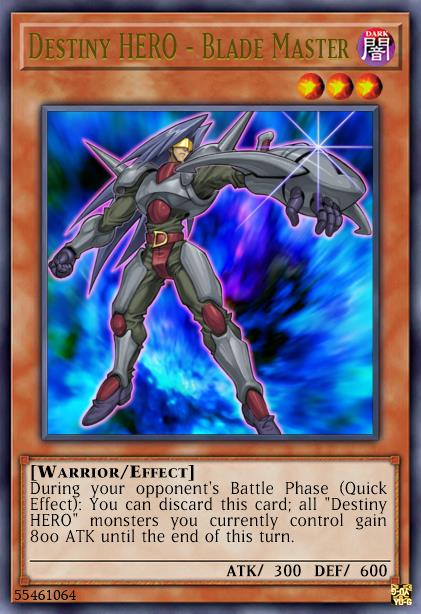 DESTINY HERO - BLADE MASTER
DARK
闇
[WARRIOR/EFFECT]
During your opponent's Battle Phase (Quick
Effect): You can discard this card; all "Destiny
HERO" monsters you currently control gain
800 ATK until the end of this turn.
ATK/ 300 DEF/ 600
55461064